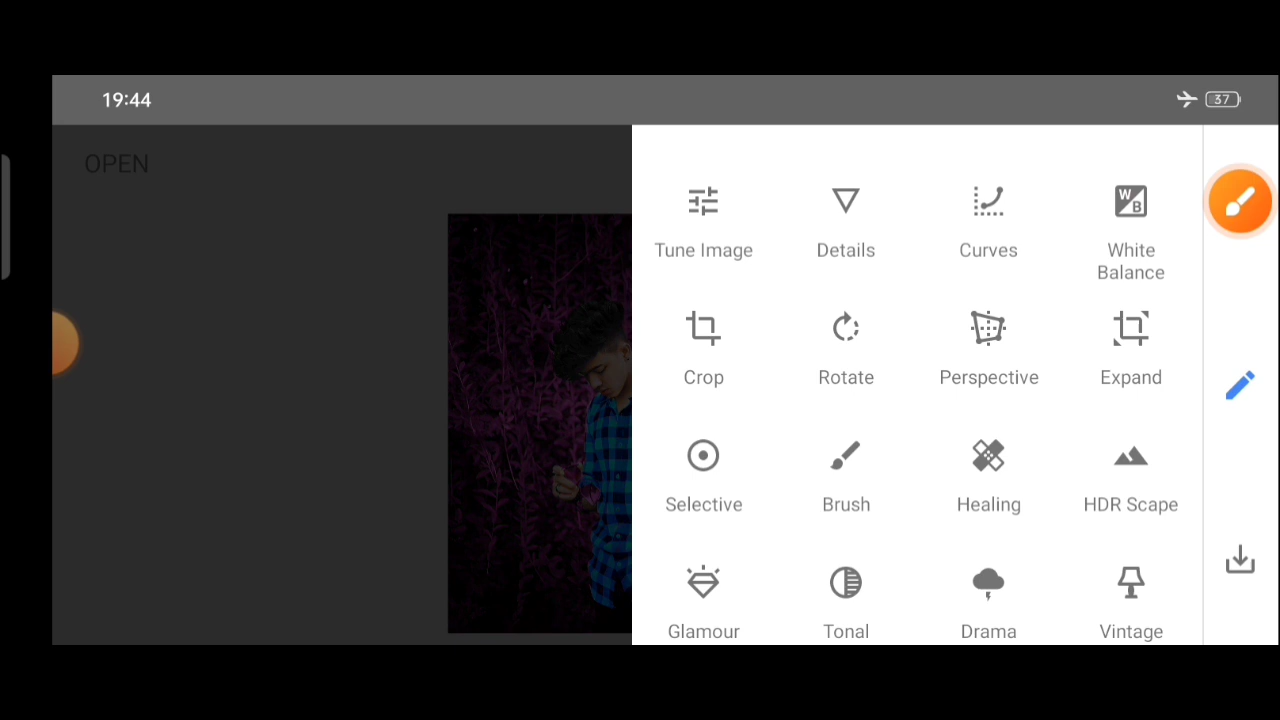 19:44
37
OPEN
Tune Image
Details
Curves
W
B
White
Balance
Crop
Rotate
Perspective
Expand
Selective
Brush
Healing
HDR Scape
Glamour
Tonal
Drama
Vintage